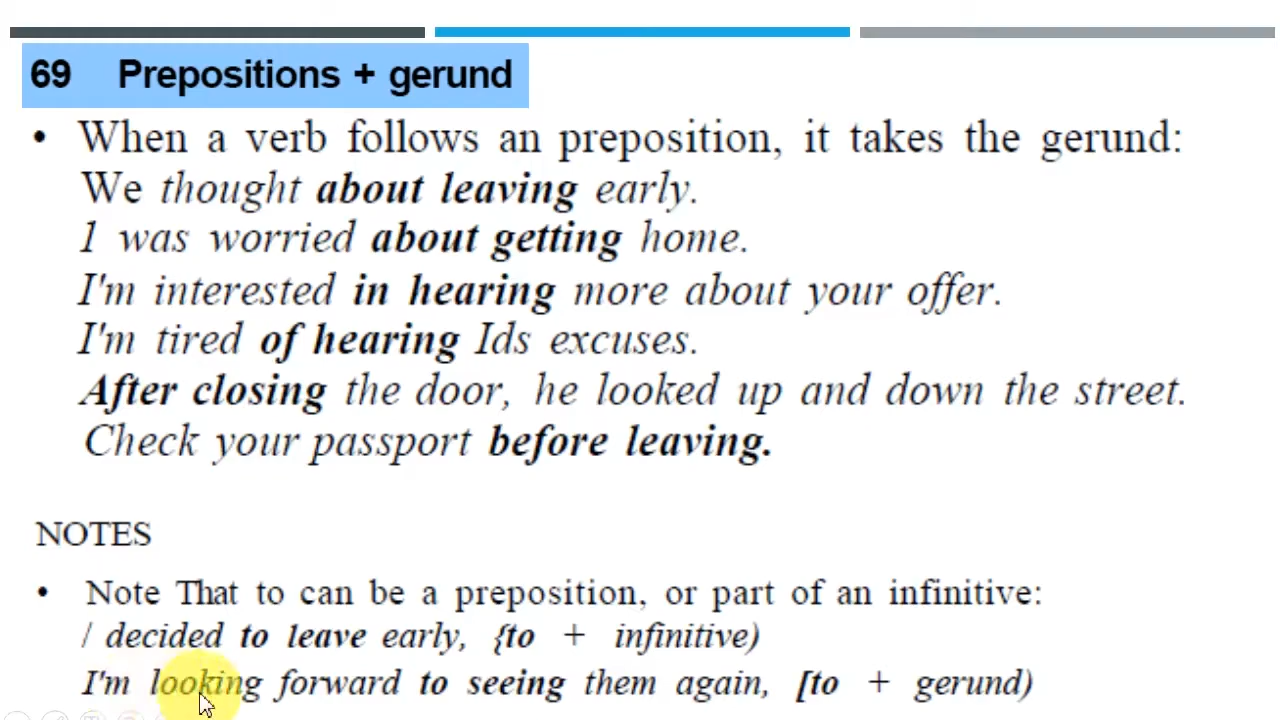 69 Prepositions + gerund
• When a verb follows an preposition, it takes the gerund:
We thought about leaving early.
1 was worried about getting home.
I'm interested in hearing more about your offer.
I'm tired of hearing Ids excuses.
After closing the door, he looked up and down the street.
Check your passport before leaving.
NOTES
• Note That to can be a preposition, or part of an infinitive:
/ decided to leave early, {to + infinitive)
I'm looking forward to seeing them again, [to + gerund)